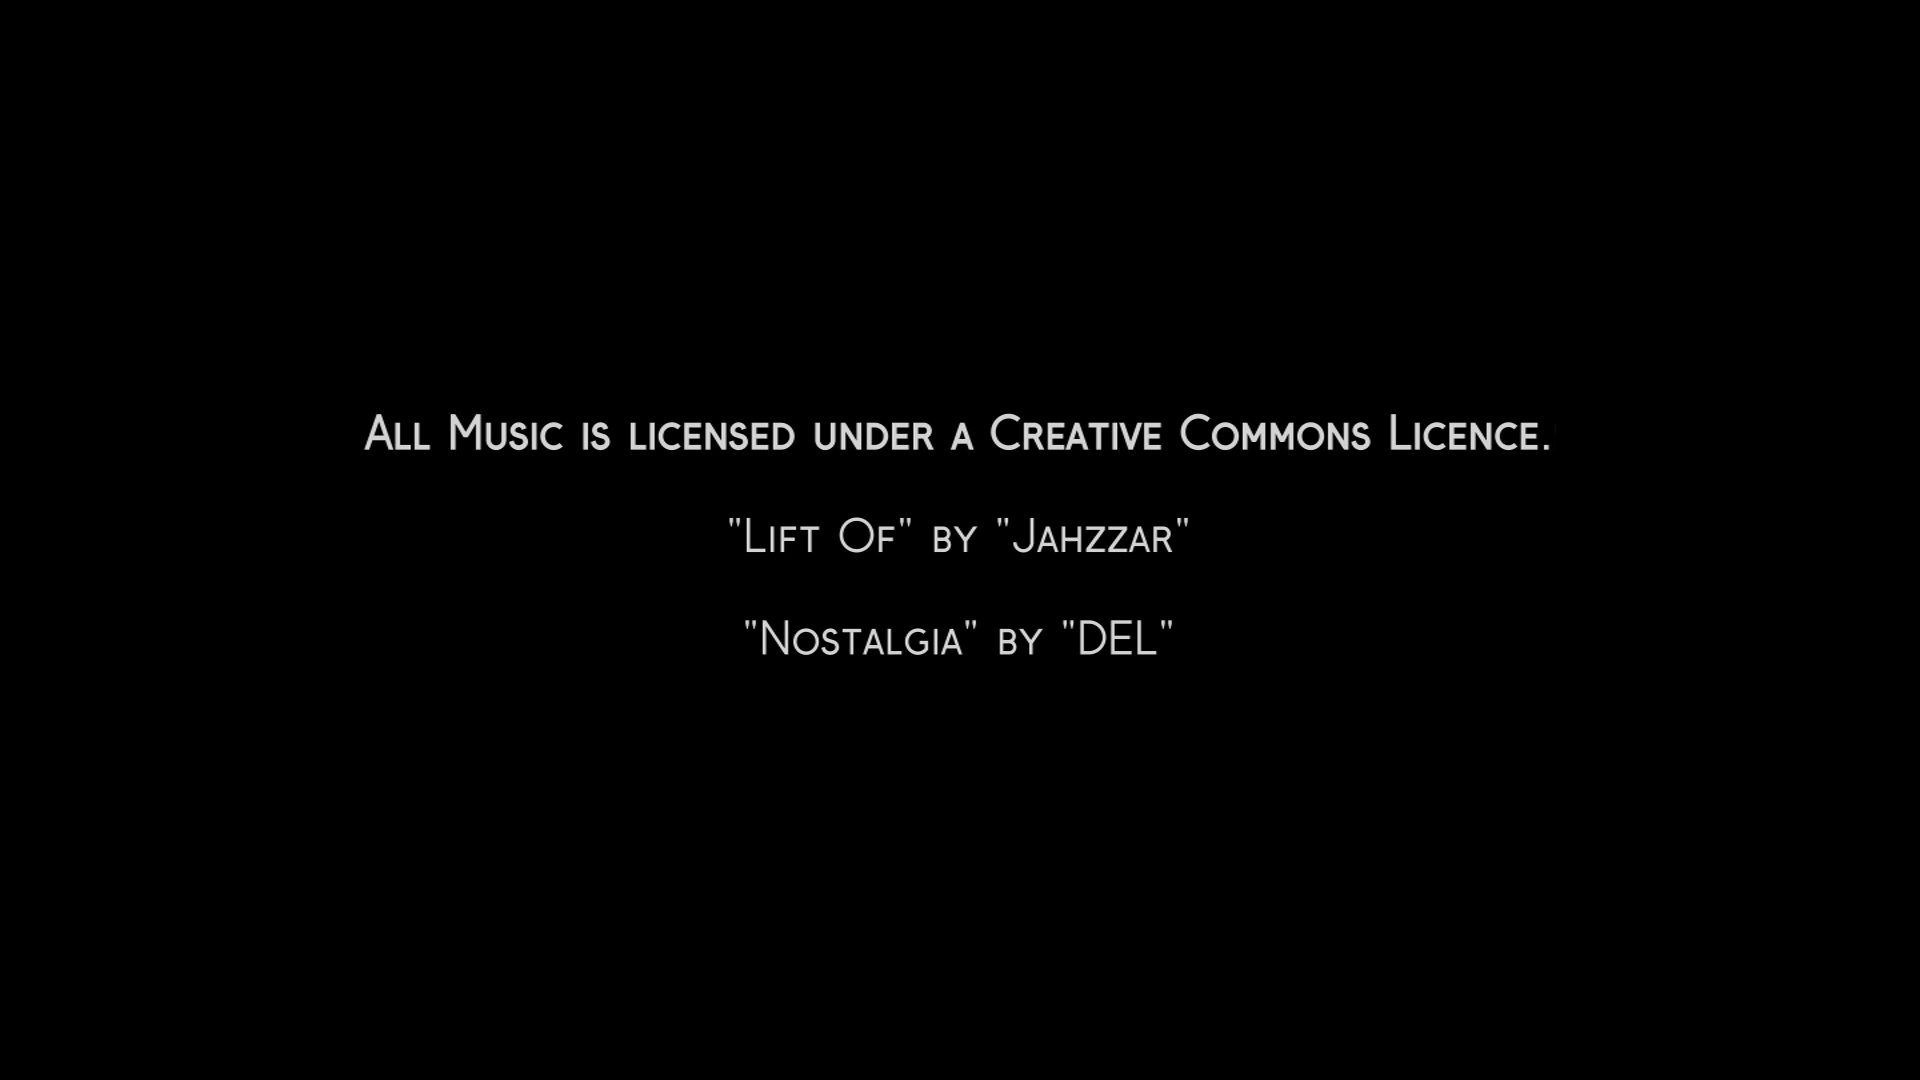 All Music is licensed under a Creative Commons Licence.
"Lift Of" by "Jahzzar"
"Nostalgia" by "DEL"